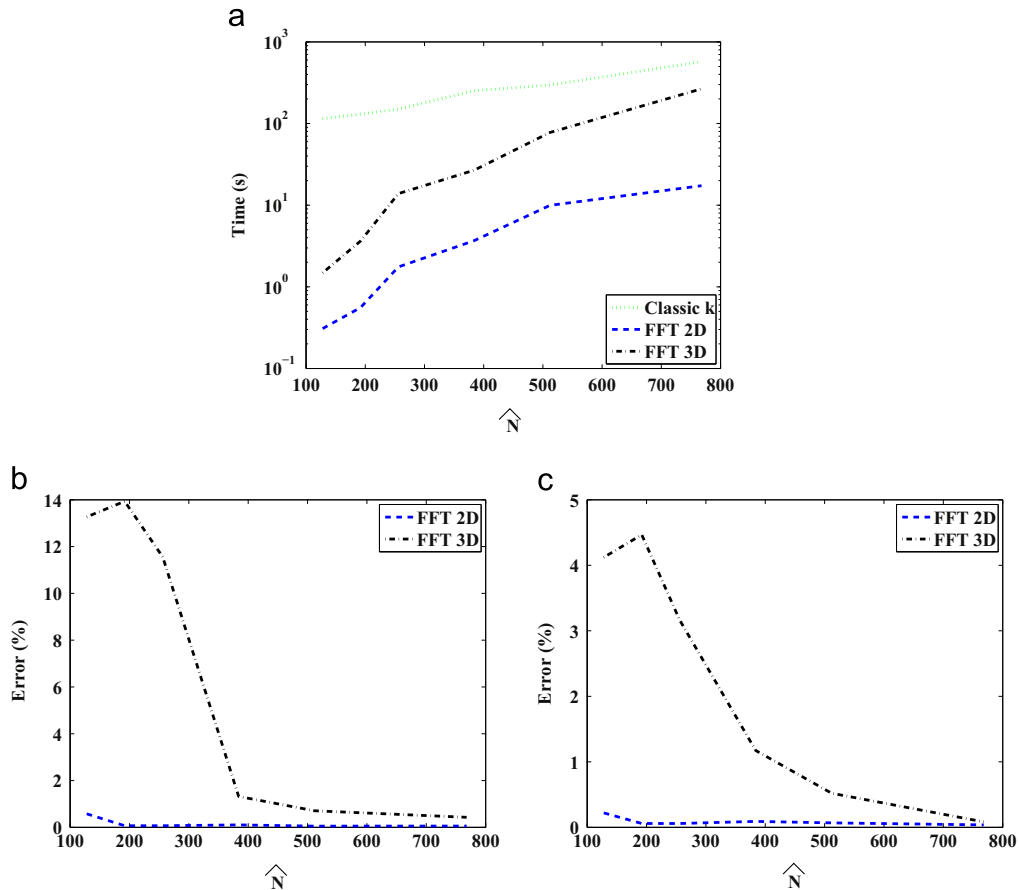 a
10^3
10^2
10^1
10^0
10^−1
Time (s)
Classic k
FFT 2D
FFT 3D
100 200 300 400 500 600 700 800
N̂
b
14
12
10
8
6
4
2
0
Error (%)
FFT 2D
FFT 3D
100 200 300 400 500 600 700 800
N̂
c
5
4
3
2
1
0
Error (%)
FFT 2D
FFT 3D
100 200 300 400 500 600 700 800
N̂